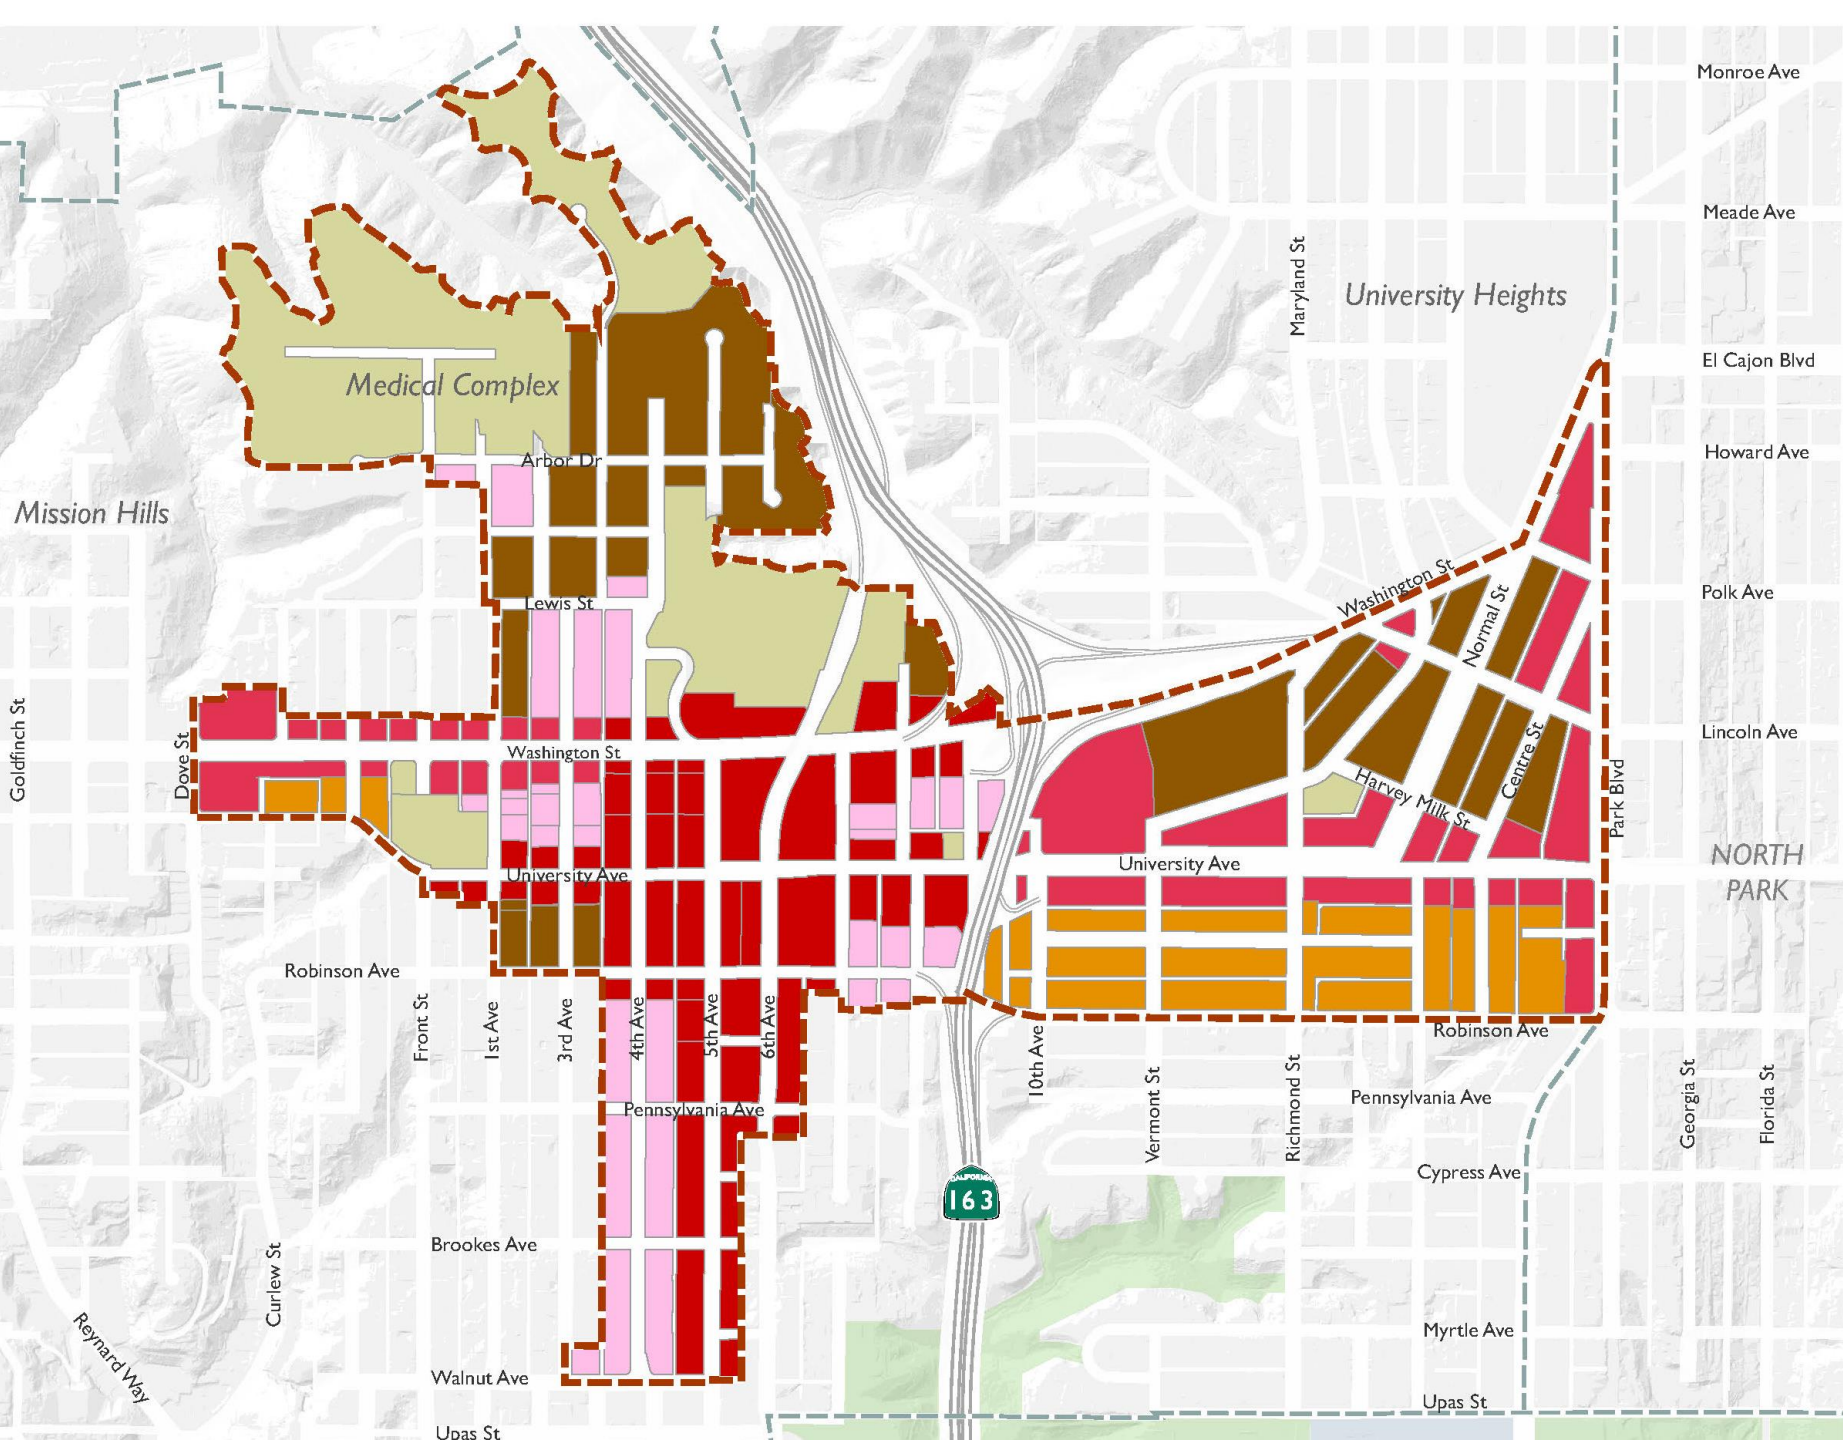 Monroe Ave
Meade Ave
Maryland St
University Heights
El Cajon Blvd
Medical Complex
Howard Ave
Arbor Dr
Mission Hills
Washington St
Normal St
Polk Ave
Lewis St
Goldfinch St
Dove St
Washington St
Lincoln Ave
Centre St
Harvey Milk St
Park Blvd
University Ave
University Ave
NORTH
PARK
Robinson Ave
Front St
1st Ave
3rd Ave
4th Ave
5th Ave
6th Ave
10th Ave
Robinson Ave
Vermont St
Richmond St
Pennsylvania Ave
Pennsylvania Ave
Georgia St
Florida St
CALIFORNIA
163
Cypress Ave
Brookes Ave
Curlew St
Reynard Way
Myrtle Ave
Walnut Ave
Upas St
Upas St